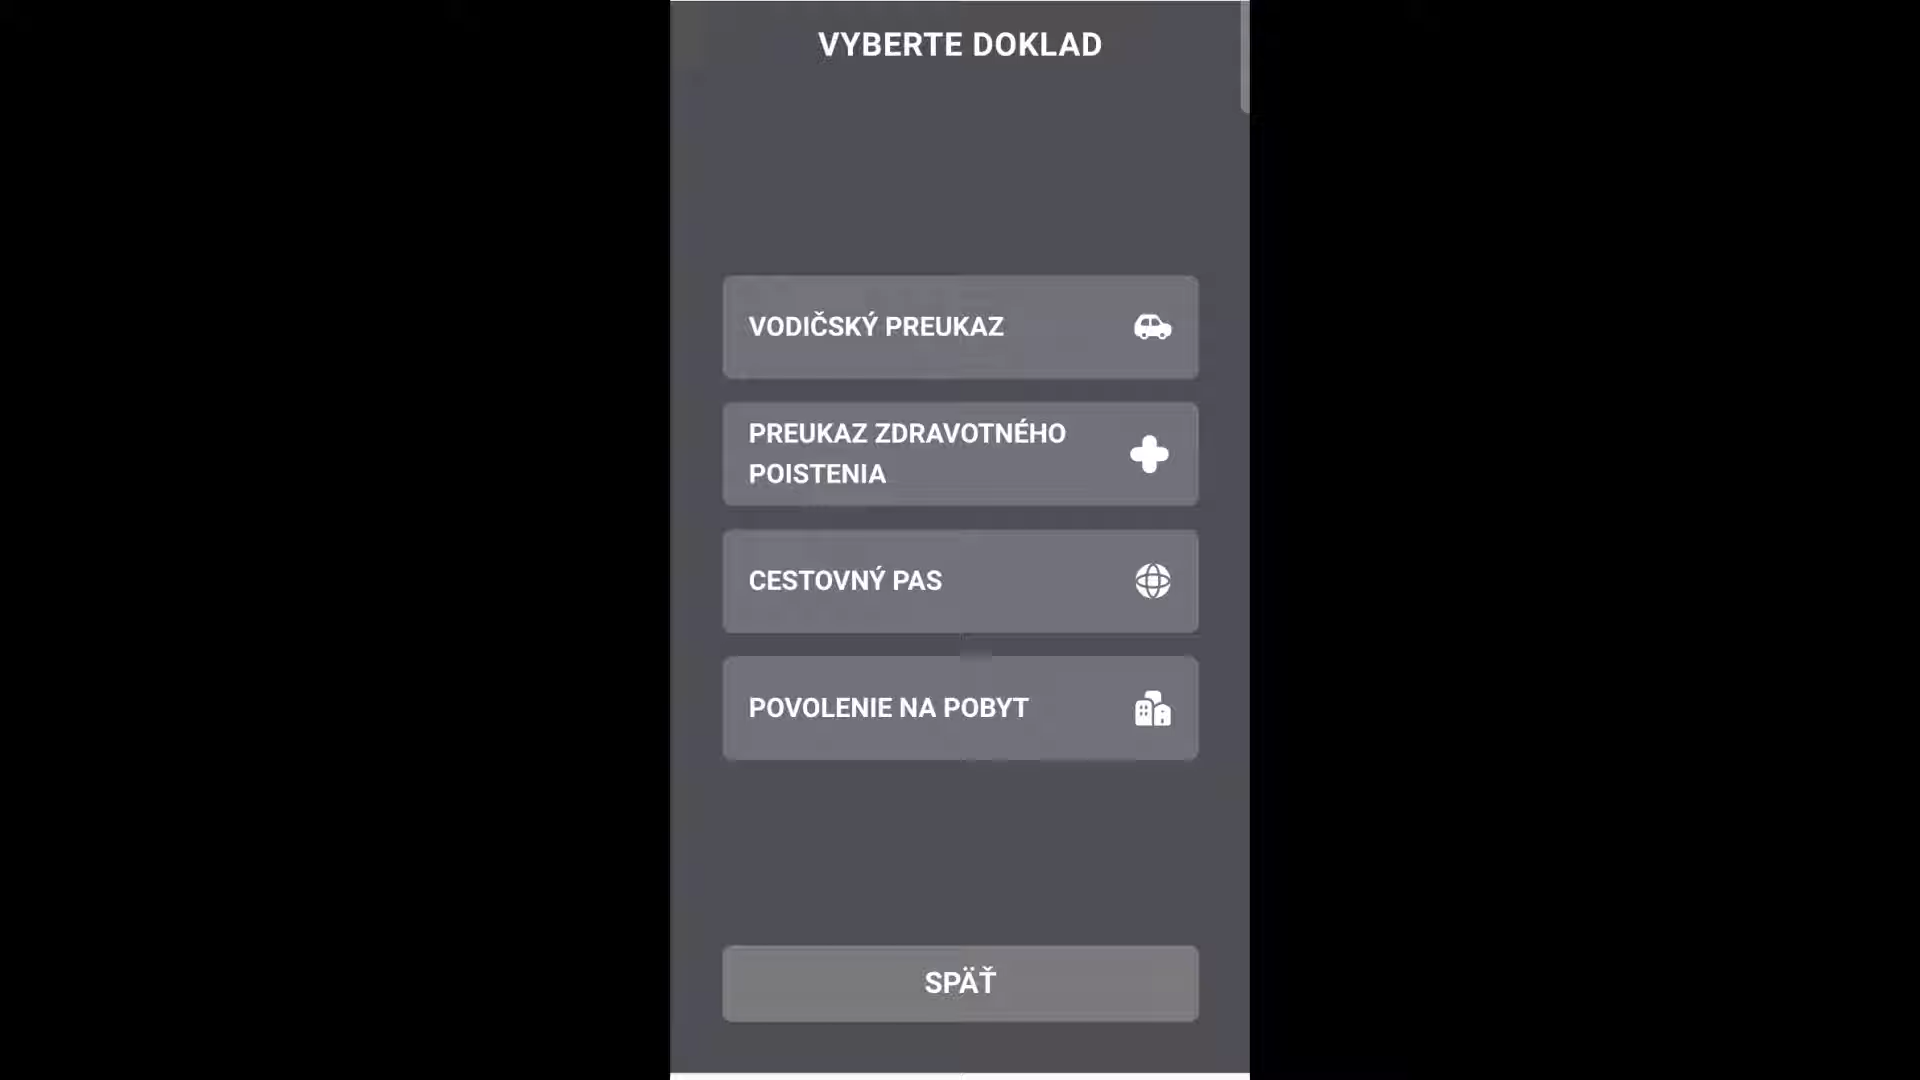 VYBERTE DOKLAD
VODIČSKÝ PREUKAZ
PREUKAZ ZDRAVOTNÉHO
POISTENIA
CESTOVNÝ PAS
POVOLENIE NA POBYT
SPÄŤ